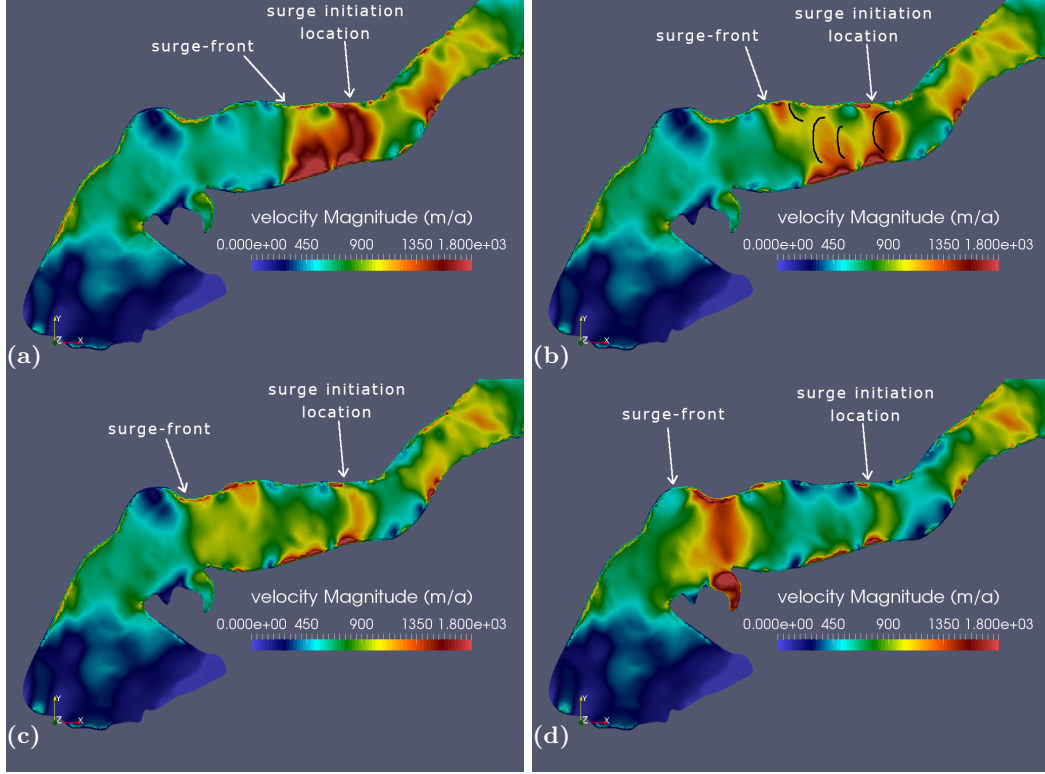 surge initiation
location
surge-front
velocity Magnitude (m/a)
0.000e+00 450 900 1350 1.800e+03
Y
Z X
(a)
surge initiation
location
surge-front
velocity Magnitude (m/a)
0.000e+00 450 900 1350 1.800e+03
Y
Z X
(b)
surge initiation
location
surge-front
velocity Magnitude (m/a)
0.000e+00 450 900 1350 1.800e+03
Y
Z X
(c)
surge initiation
location
surge-front
velocity Magnitude (m/a)
0.000e+00 450 900 1350 1.800e+03
Y
Z X
(d)